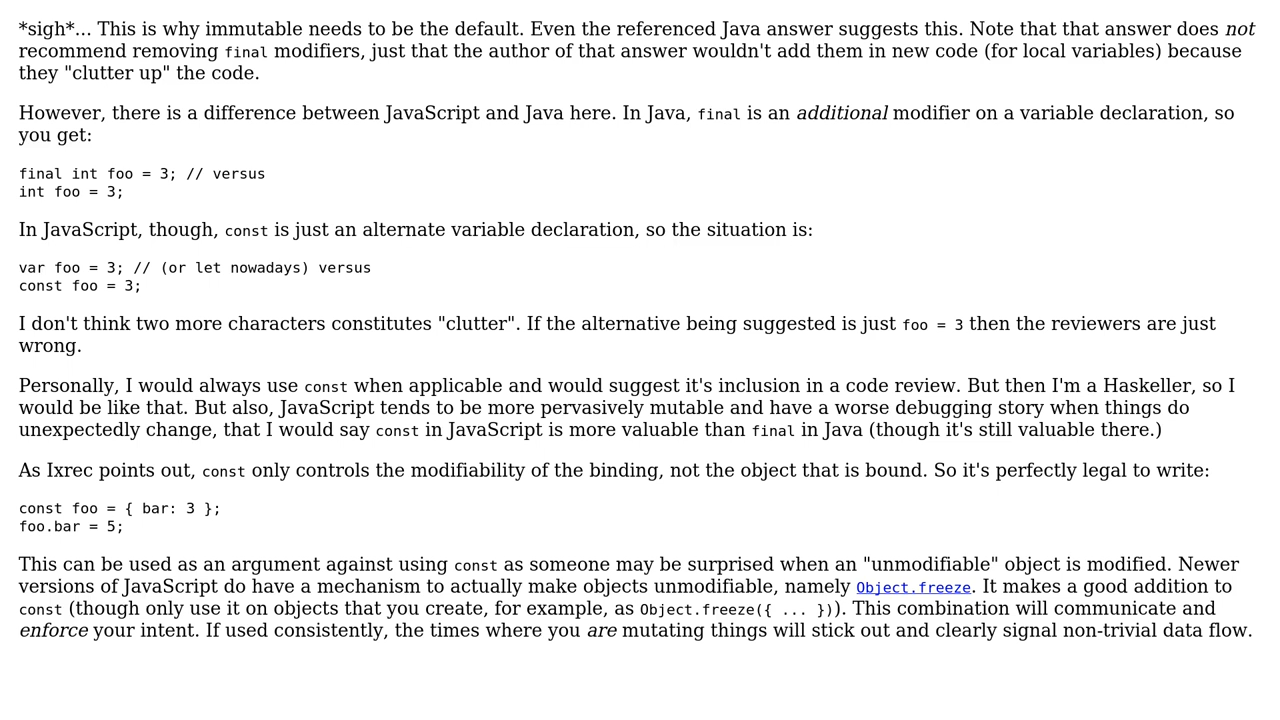 *sigh*... This is why immutable needs to be the default. Even the referenced Java answer suggests this. Note that that answer does not
recommend removing final modifiers, just that the author of that answer wouldn't add them in new code (for local variables) because
they "clutter up" the code.
However, there is a difference between JavaScript and Java here. In Java, final is an additional modifier on a variable declaration, so
you get:
final int foo = 3; // versus
int foo = 3;
In JavaScript, though, const is just an alternate variable declaration, so the situation is:
var foo = 3; // (or let nowadays) versus
const foo = 3;
I don't think two more characters constitutes "clutter". If the alternative being suggested is just foo = 3 then the reviewers are just
wrong.
Personally, I would always use const when applicable and would suggest it's inclusion in a code review. But then I'm a Haskeller, so I
would be like that. But also, JavaScript tends to be more pervasively mutable and have a worse debugging story when things do
unexpectedly change, that I would say const in JavaScript is more valuable than final in Java (though it's still valuable there.)
As Ixrec points out, const only controls the modifiability of the binding, not the object that is bound. So it's perfectly legal to write:
const foo = { bar: 3 };
foo.bar = 5;
This can be used as an argument against using const as someone may be surprised when an "unmodifiable" object is modified. Newer
versions of JavaScript do have a mechanism to actually make objects unmodifiable, namely Object.freeze. It makes a good addition to
const (though only use it on objects that you create, for example, as Object.freeze({ ... })). This combination will communicate and
enforce your intent. If used consistently, the times where you are mutating things will stick out and clearly signal non-trivial data flow.